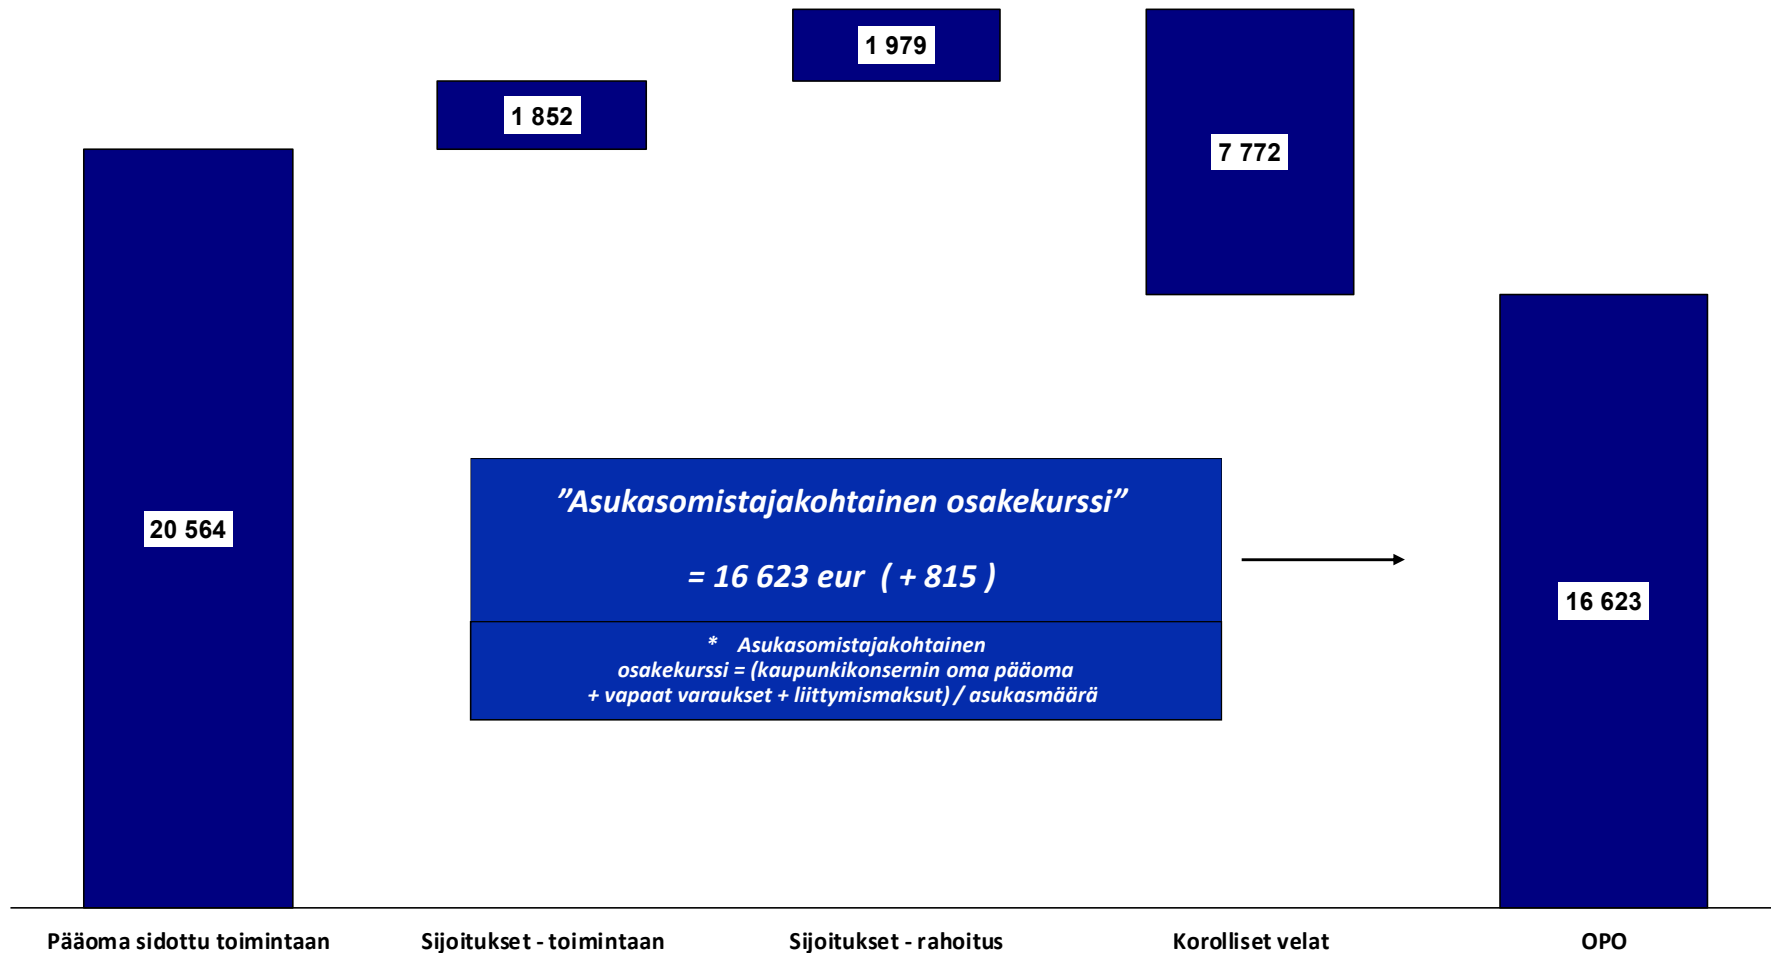 1 979
1 852
7 772
20 564
”Asukasomistajakohtainen osakekurssi”
= 16 623 eur ( + 815 )
* Asukasomistajakohtainen
osakekurssi = (kaupunkikonsernin oma pääoma
+ vapaat varaukset + liittymismaksut) / asukasmäärä
16 623
Pääoma sidottu toimintaan
Sijoitukset - toimintaan
Sijoitukset - rahoitus
Korolliset velat
OPO